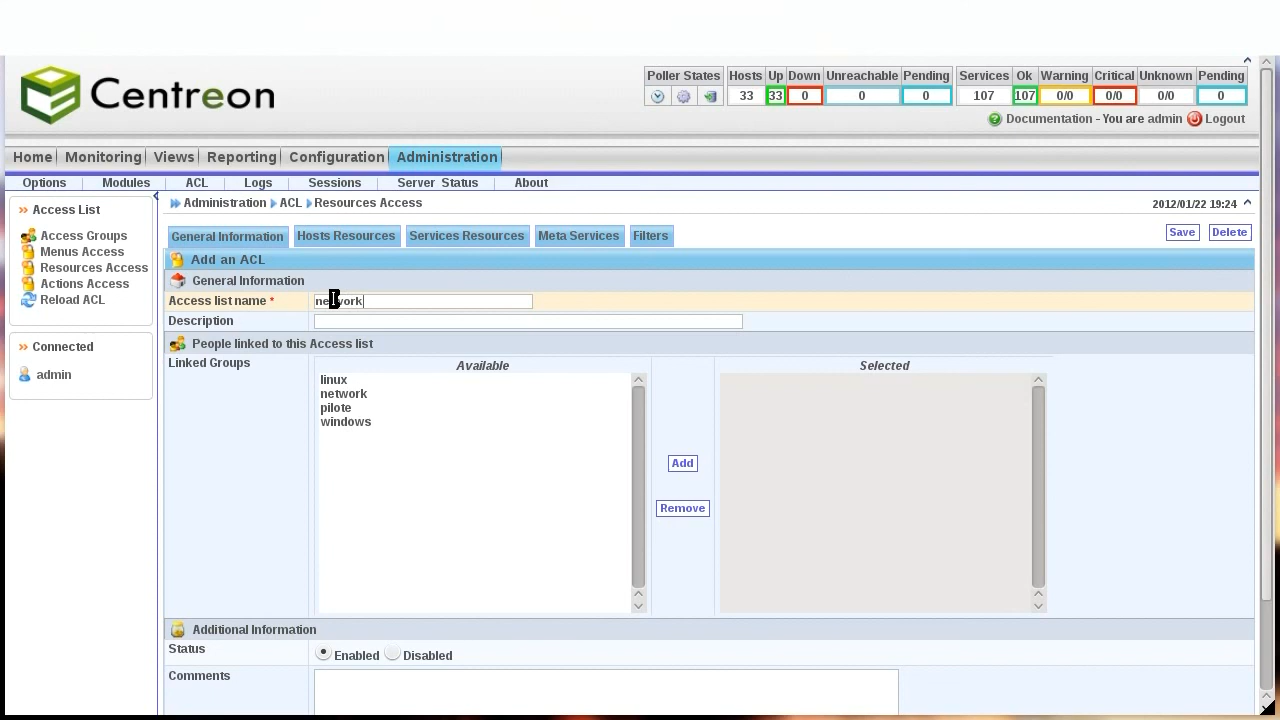 Centreon
Poller States Hosts Up Down Unreachable Pending Services Ok Warning Critical Unknown Pending
33 33 0 0 0 107 107 0/0 0/0 0/0 0
Documentation - You are admin Logout
Home Monitoring Views Reporting Configuration Administration
Options Modules ACL Logs Sessions Server Status About
Administration ACL Resources Access 2012/01/22 19:24
Access List
Access Groups
Menus Access
Resources Access
Actions Access
Reload ACL
Connected
admin
General Information Hosts Resources Services Resources Meta Services Filters Save Delete
Add an ACL
General Information
Access list name * network
Description
People linked to this Access list
Linked Groups Available Selected
linux
network
pilote
windows
Add
Remove
Additional Information
Status Enabled Disabled
Comments